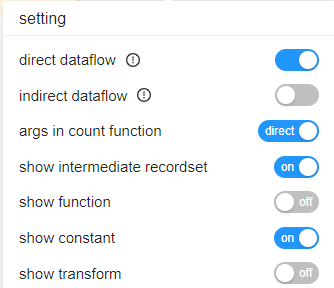 setting
direct dataflow
indirect dataflow
args in count function direct
show intermediate recordset on
show function off
show constant on
show transform off